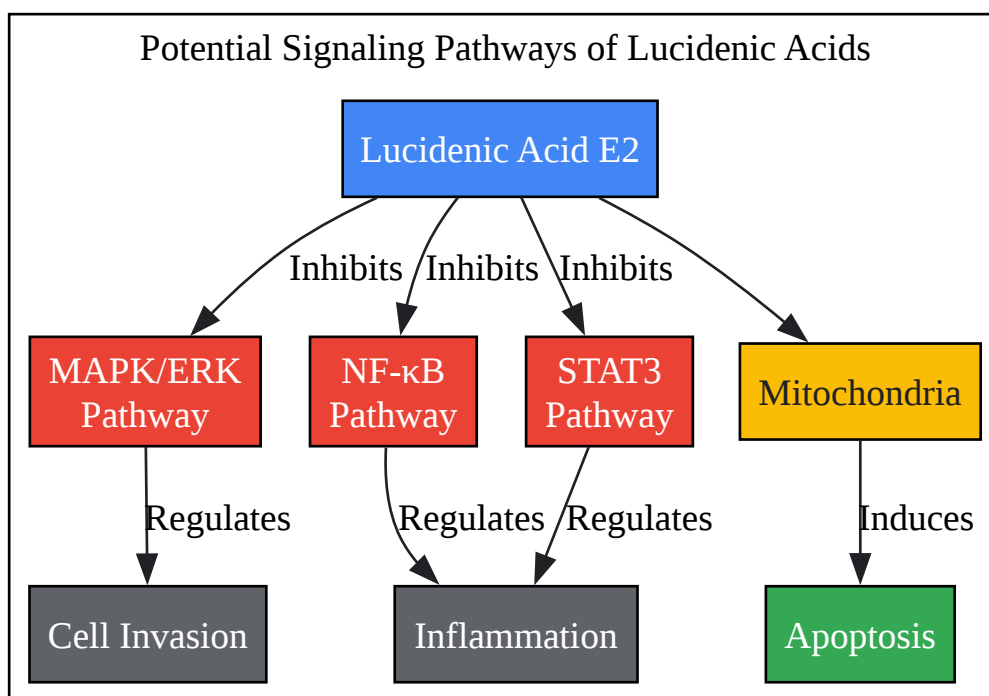 Potential Signaling Pathways of Lucidenic Acids
Lucidenic Acid E2
Inhibits
Inhibits
Inhibits
MAPK/ERK
Pathway
NF-κB
Pathway
STAT3
Pathway
Mitochondria
Regulates
Regulates
Regulates
Induces
Cell Invasion
Inflammation
Apoptosis